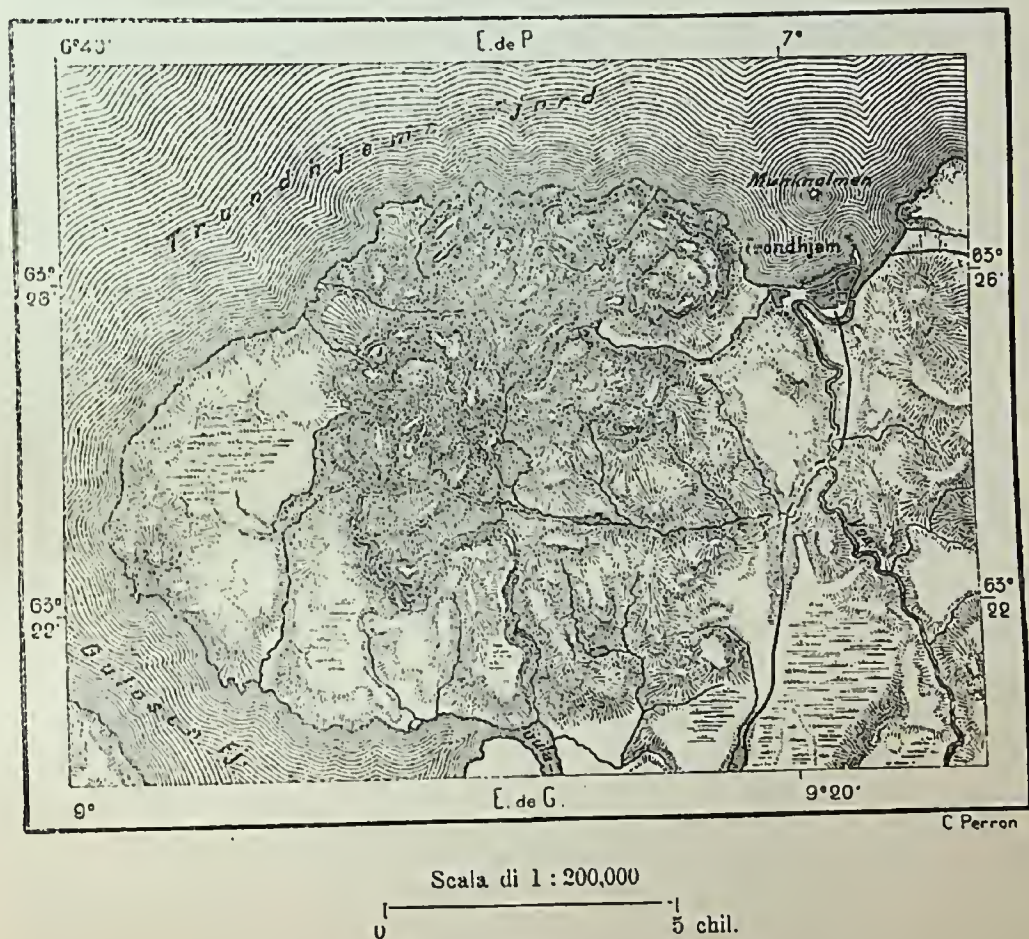 6°40'
E. de P
7°
Trondhjems Fjord
Munkholmen
Trondhjem
63°
26'
63°
26'
63°
22'
63°
22'
Gulosen Fj.
9°
E. de G.
9°20'
C Perron
Scala di 1 : 200,000
0
5 chil.